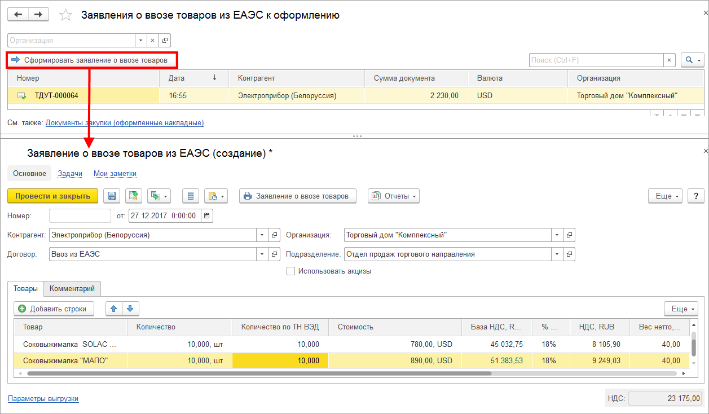 Заявления о ввозе товаров из ЕАЭС к оформлению
Организация
Сформировать заявление о ввозе товаров
Поиск (Ctrl+F)
Номер Дата Контрагент Сумма документа Валюта Организация
ТДУТ-000064 16:55 Электроприбор (Белоруссия) 2 230,00 USD Торговый дом "Комплексный"
См. также: Документы закупки (оформленные накладные)
Заявление о ввозе товаров из ЕАЭС (создание) *
Основное Задачи Мои заметки
Провести и закрыть Заявление о ввозе товаров Отчеты Еще ?
Номер: от: 27.12.2017 0:00:00
Контрагент: Электроприбор (Белоруссия) Организация: Торговый дом "Комплексный"
Договор: Ввоз из ЕАЭС Подразделение: Отдел продаж торгового направления
Использовать акцизы
Товары Комментарий
Добавить строки Еще
Товар Количество Количество по ТН ВЭД Стоимость База НДС, R... % ... НДС, RUB Вес нетто,...
Соковыжималка SOLAC ... 10,000, шт 10,000 780,00, USD 45 032,75 18% 8 105,90 40,00
Соковыжималка "МАПО" 10,000, шт 10,000 890,00, USD 51 383,53 18% 9 249,03 40,00
Параметры выгрузки НДС: 23 175,00